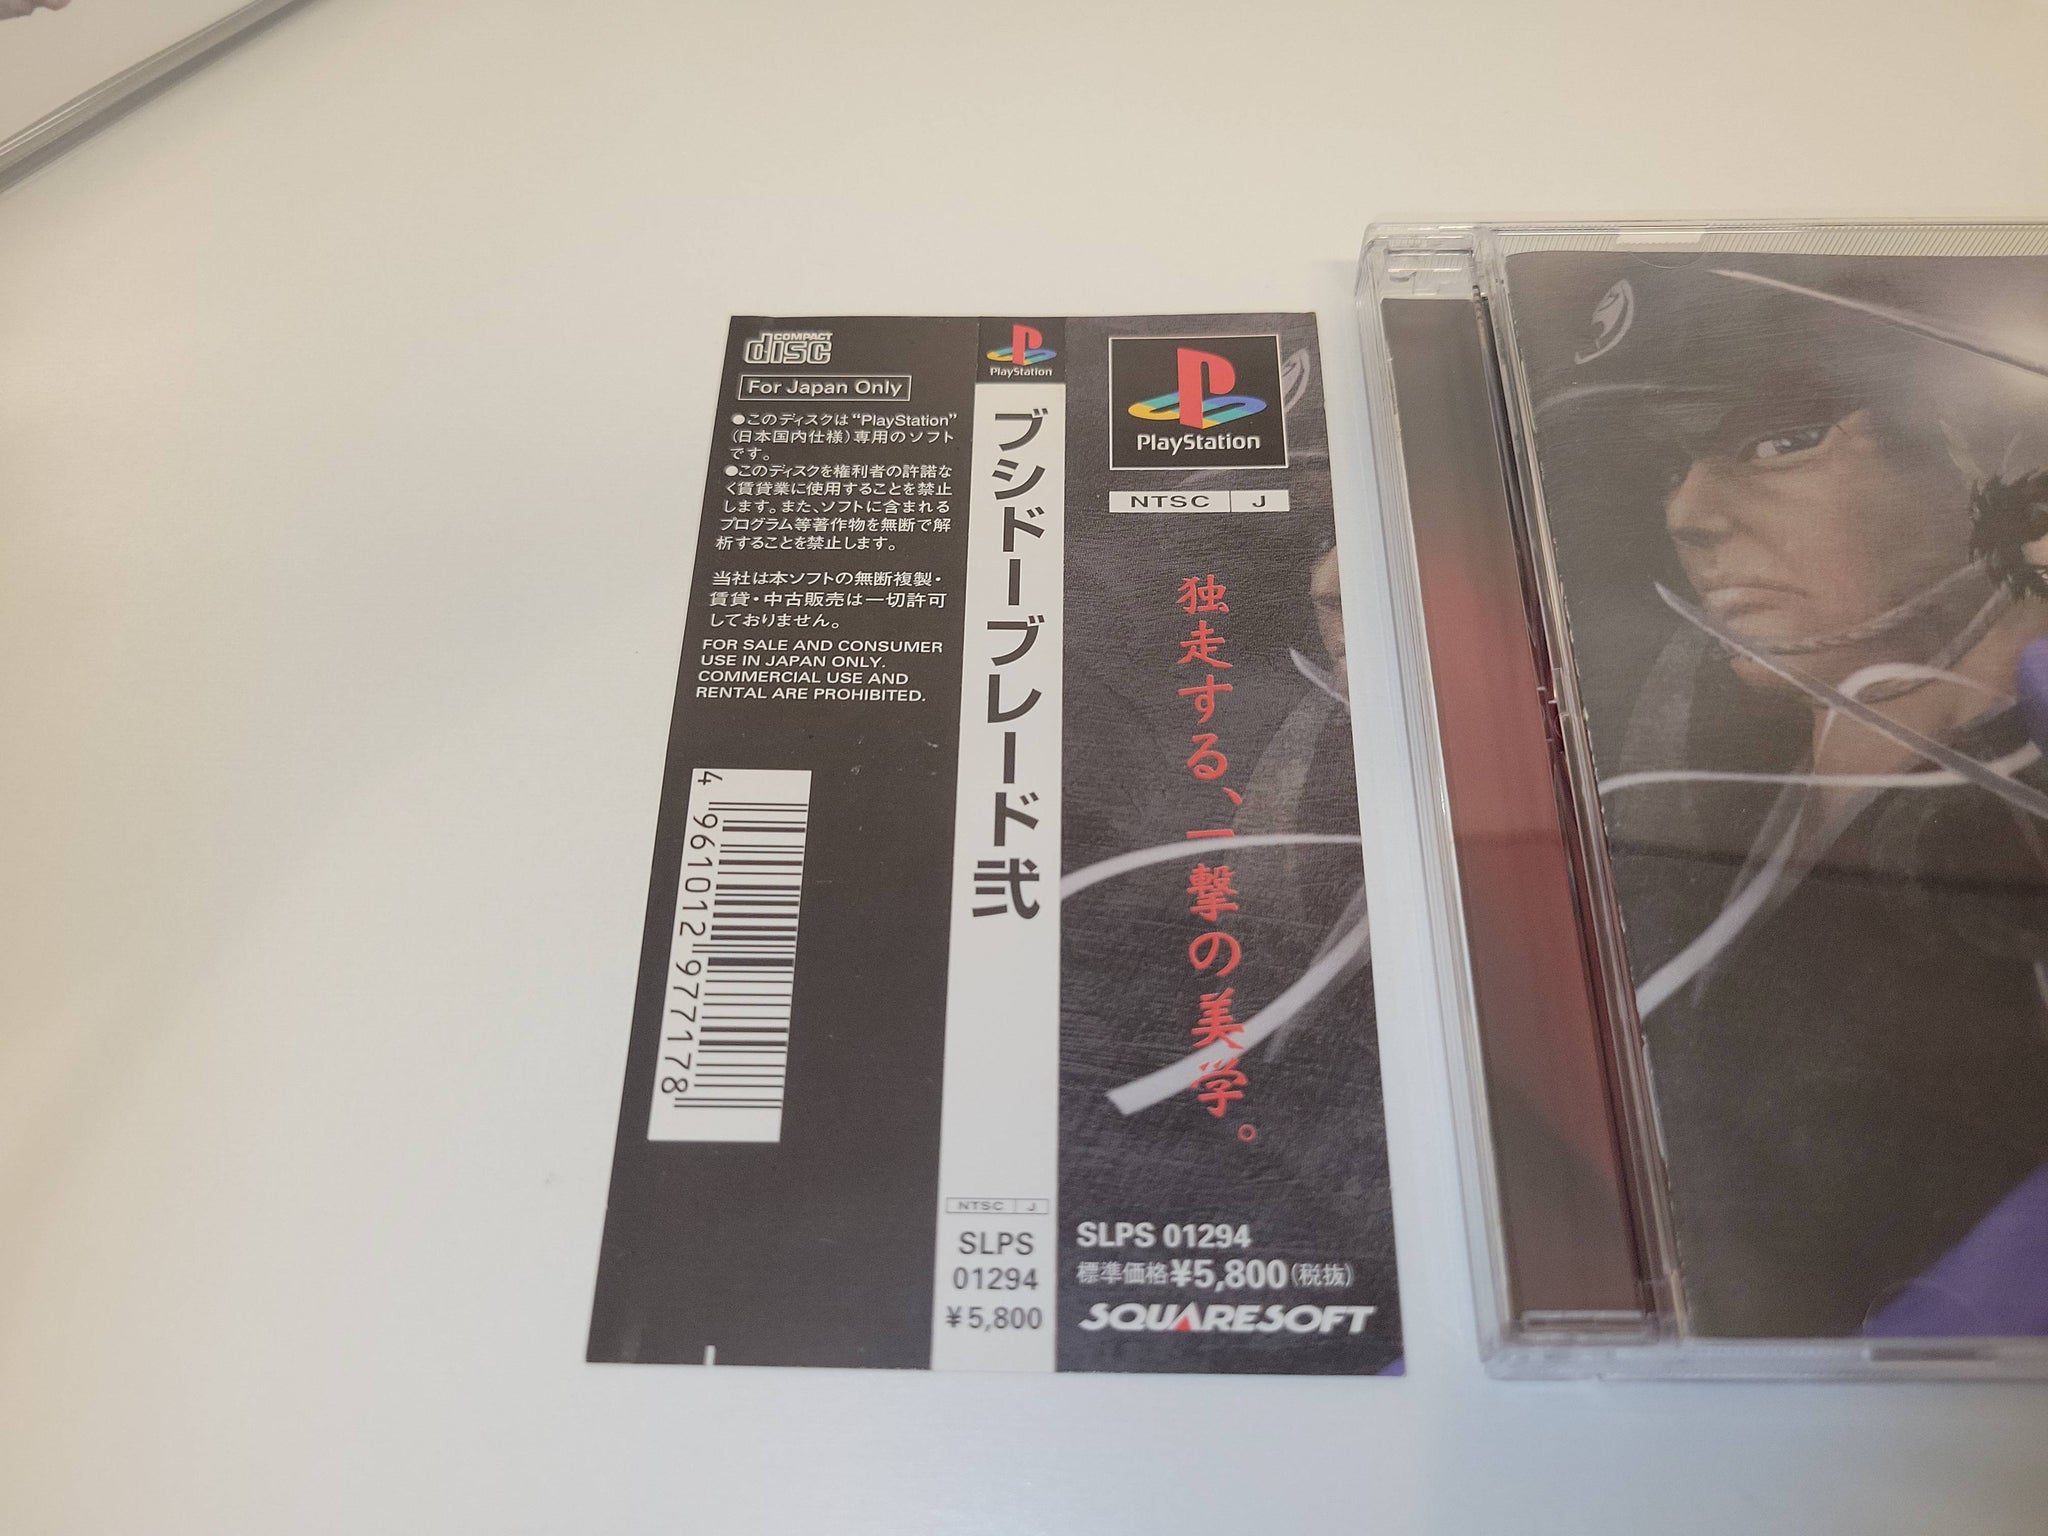 COMPACT
disc
For Japan Only
●このディスクは“PlayStation”
(日本国内仕様)専用のソフト
です。
●このディスクを権利者の許諾な
く賃貸業に使用することを禁止
します。また、ソフトに含まれる
プログラム等著作物を無断で解
析することを禁止します。
当社は本ソフトの無断複製・
賃貸・中古販売は一切許可
しておりません。
FOR SALE AND CONSUMER
USE IN JAPAN ONLY.
COMMERCIAL USE AND
RENTAL ARE PROHIBITED.
4 961012 977178
PlayStation
ブシドーブレード弐
NTSC J
SLPS
01294
¥5,800
PlayStation
NTSC J
独走する、一撃の美学。
SLPS 01294
標準価格¥5,800(税抜)
SQUARESOFT